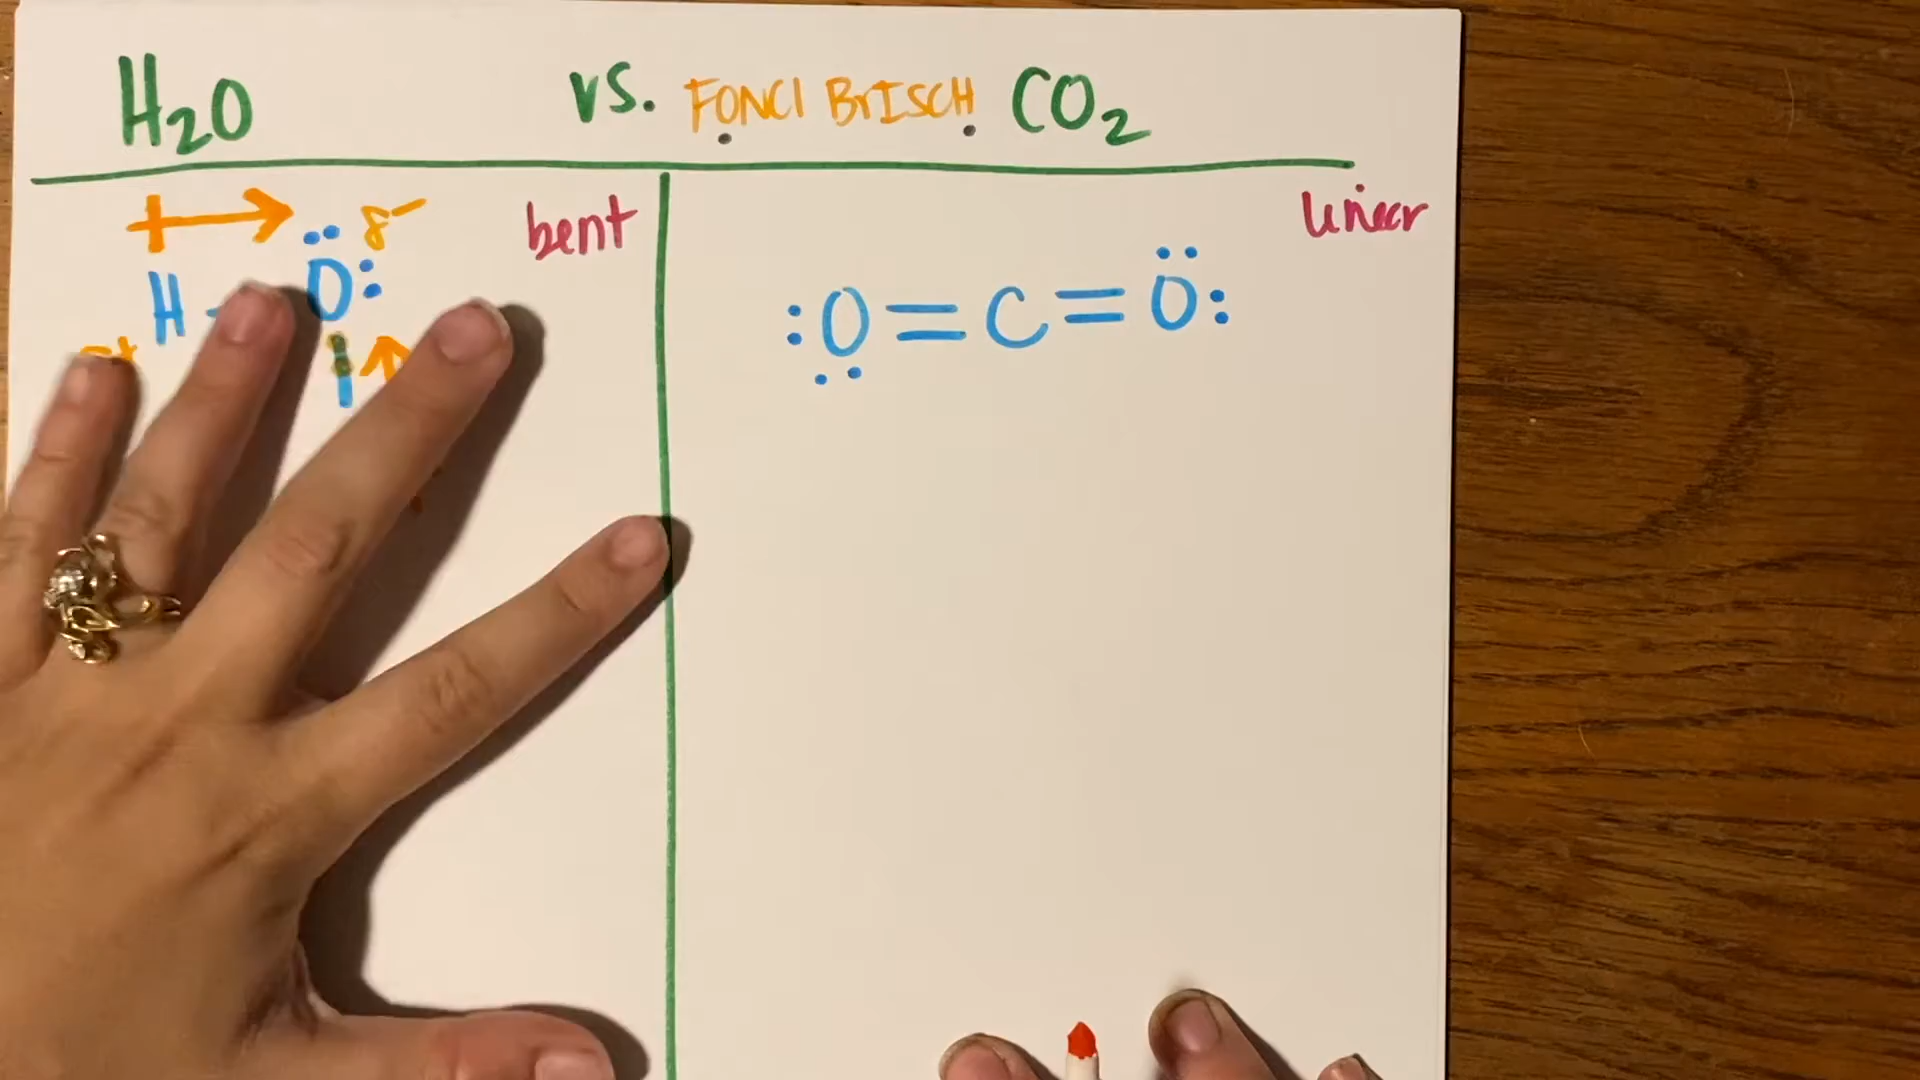 H₂O vs. FONCl BrISCH CO₂
bent linear
δ−
H - O
:O=C=O: